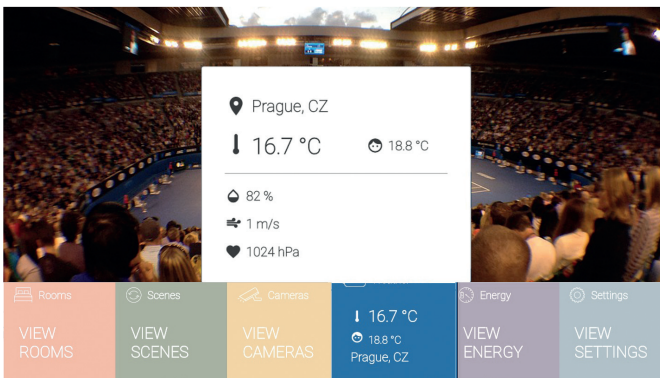 Prague, CZ
16.7 °C
18.8 °C
82 %
1 m/s
1024 hPa
Rooms
VIEW
ROOMS
Scenes
VIEW
SCENES
Cameras
VIEW
CAMERAS
16.7 °C
18.8 °C
Prague, CZ
Energy
VIEW
ENERGY
Settings
VIEW
SETTINGS